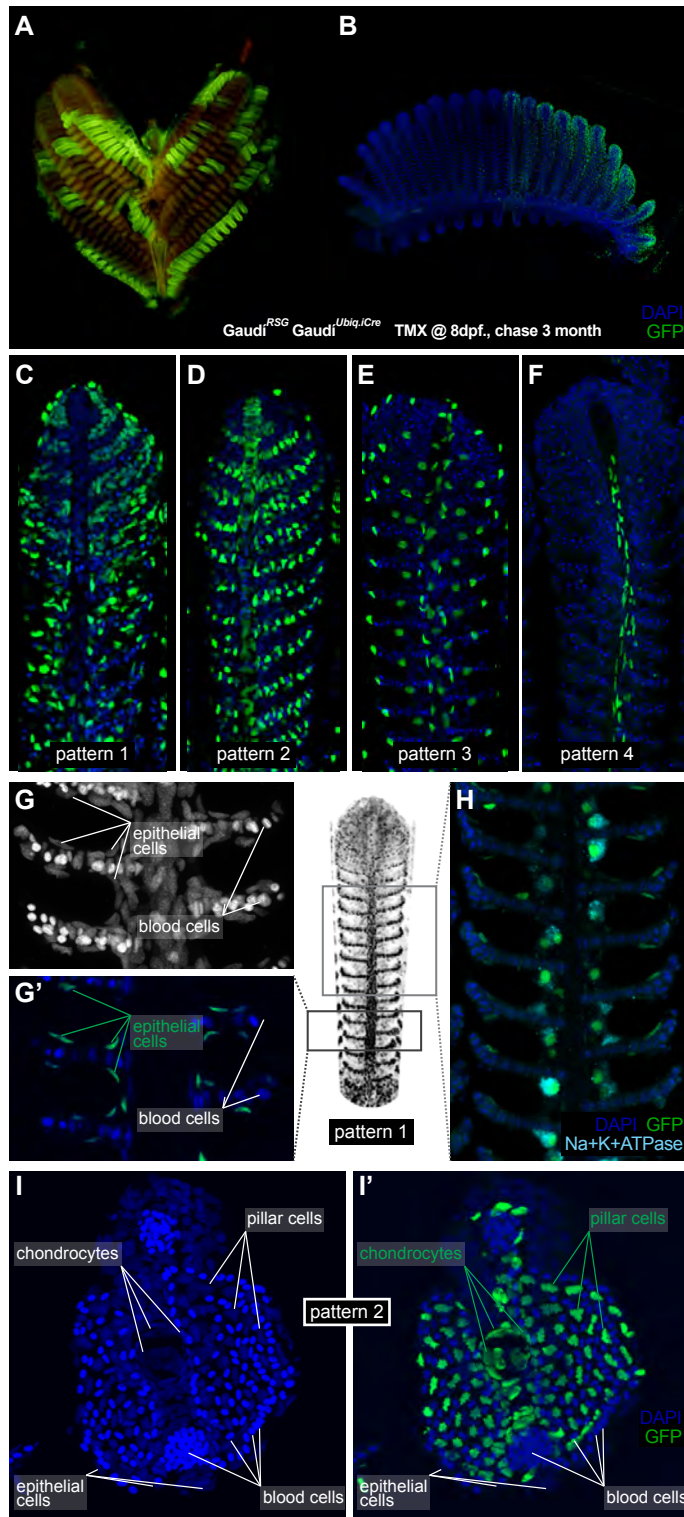 A
B
Gaudí^RSG Gaudí^Ubiq.iCre TMX @ 8dpf., chase 3 month
DAPI
GFP
C
D
E
F
pattern 1
pattern 2
pattern 3
pattern 4
G
epithelial
cells
blood cells
G'
epithelial
cells
blood cells
pattern 1
H
DAPI GFP
Na+K+ATPase
I
pillar cells
chondrocytes
epithelial
cells
blood cells
pattern 2
I'
pillar cells
chondrocytes
DAPI
GFP
epithelial
cells
blood cells